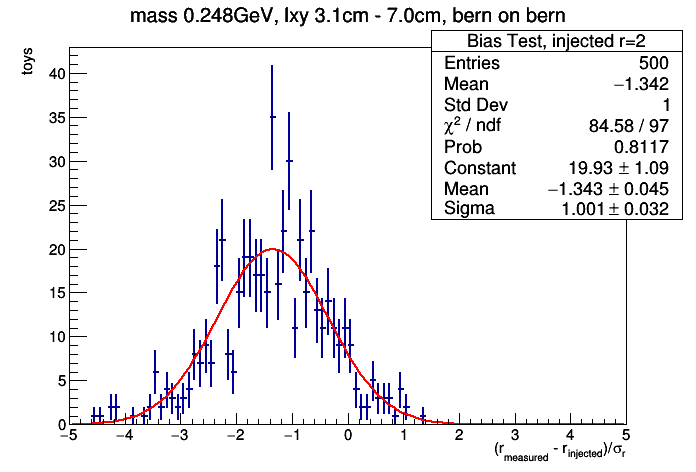 mass 0.248GeV, lxy 3.1cm - 7.0cm, bern on bern
toys
Bias Test, injected r=2
Entries 500
Mean −1.342
Std Dev 1
χ² / ndf 84.58 / 97
Prob 0.8117
Constant 19.93 ± 1.09
Mean −1.343 ± 0.045
Sigma 1.001 ± 0.032
40
35
30
25
20
15
10
5
0
−5 −4 −3 −2 −1 0 1 2 3 4 5
(r_measured - r_injected)/σ_r